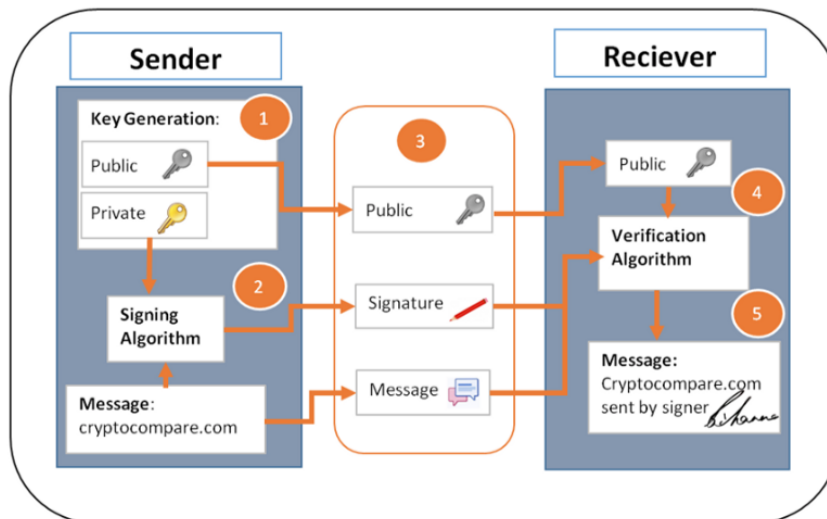 Sender
Key Generation:
1
Public
Private
2
Signing
Algorithm
Message:
cryptocompare.com
3
Public
Signature
Message
Reciever
Public
4
Verification
Algorithm
5
Message:
Cryptocompare.com
sent by signer
Rihanna